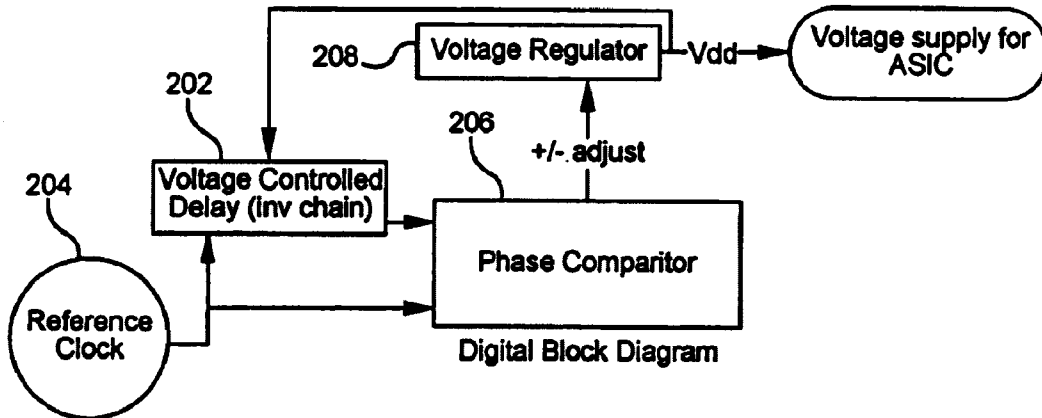 208
Voltage Regulator
Vdd
Voltage supply for
ASIC
202
206
+/- adjust
204
Voltage Controlled
Delay (inv chain)
Phase Comparitor
Reference
Clock
Digital Block Diagram